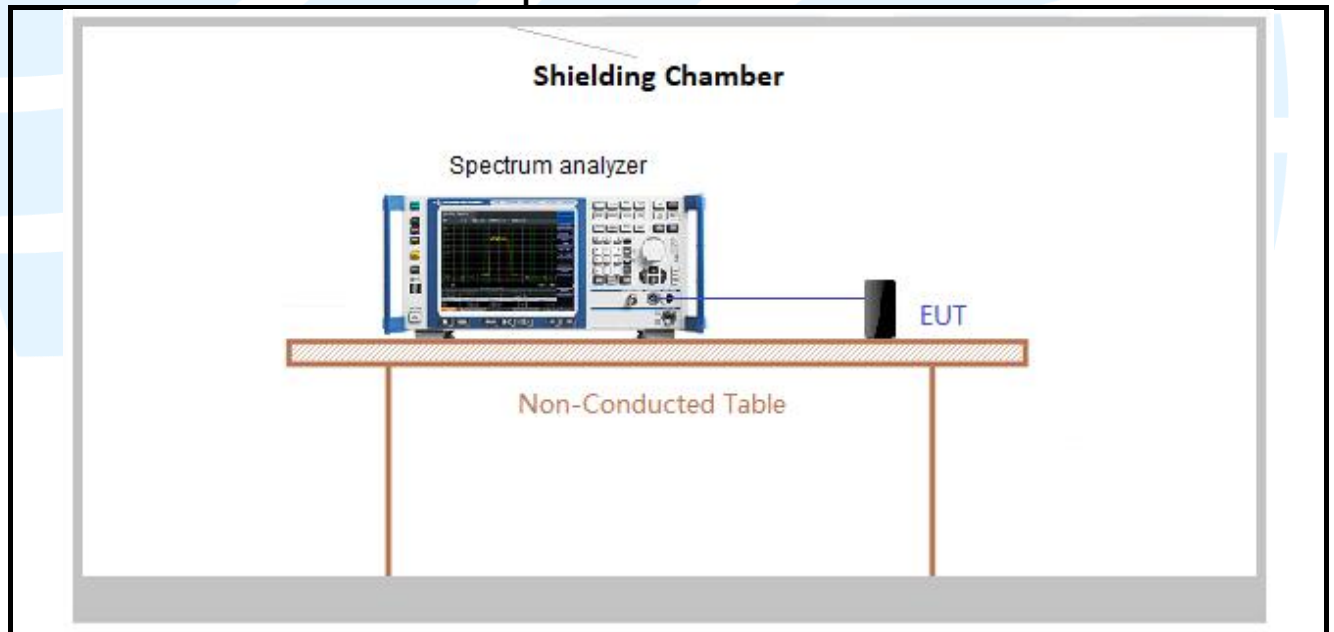 Shielding Chamber
Spectrum analyzer
EUT
Non-Conducted Table